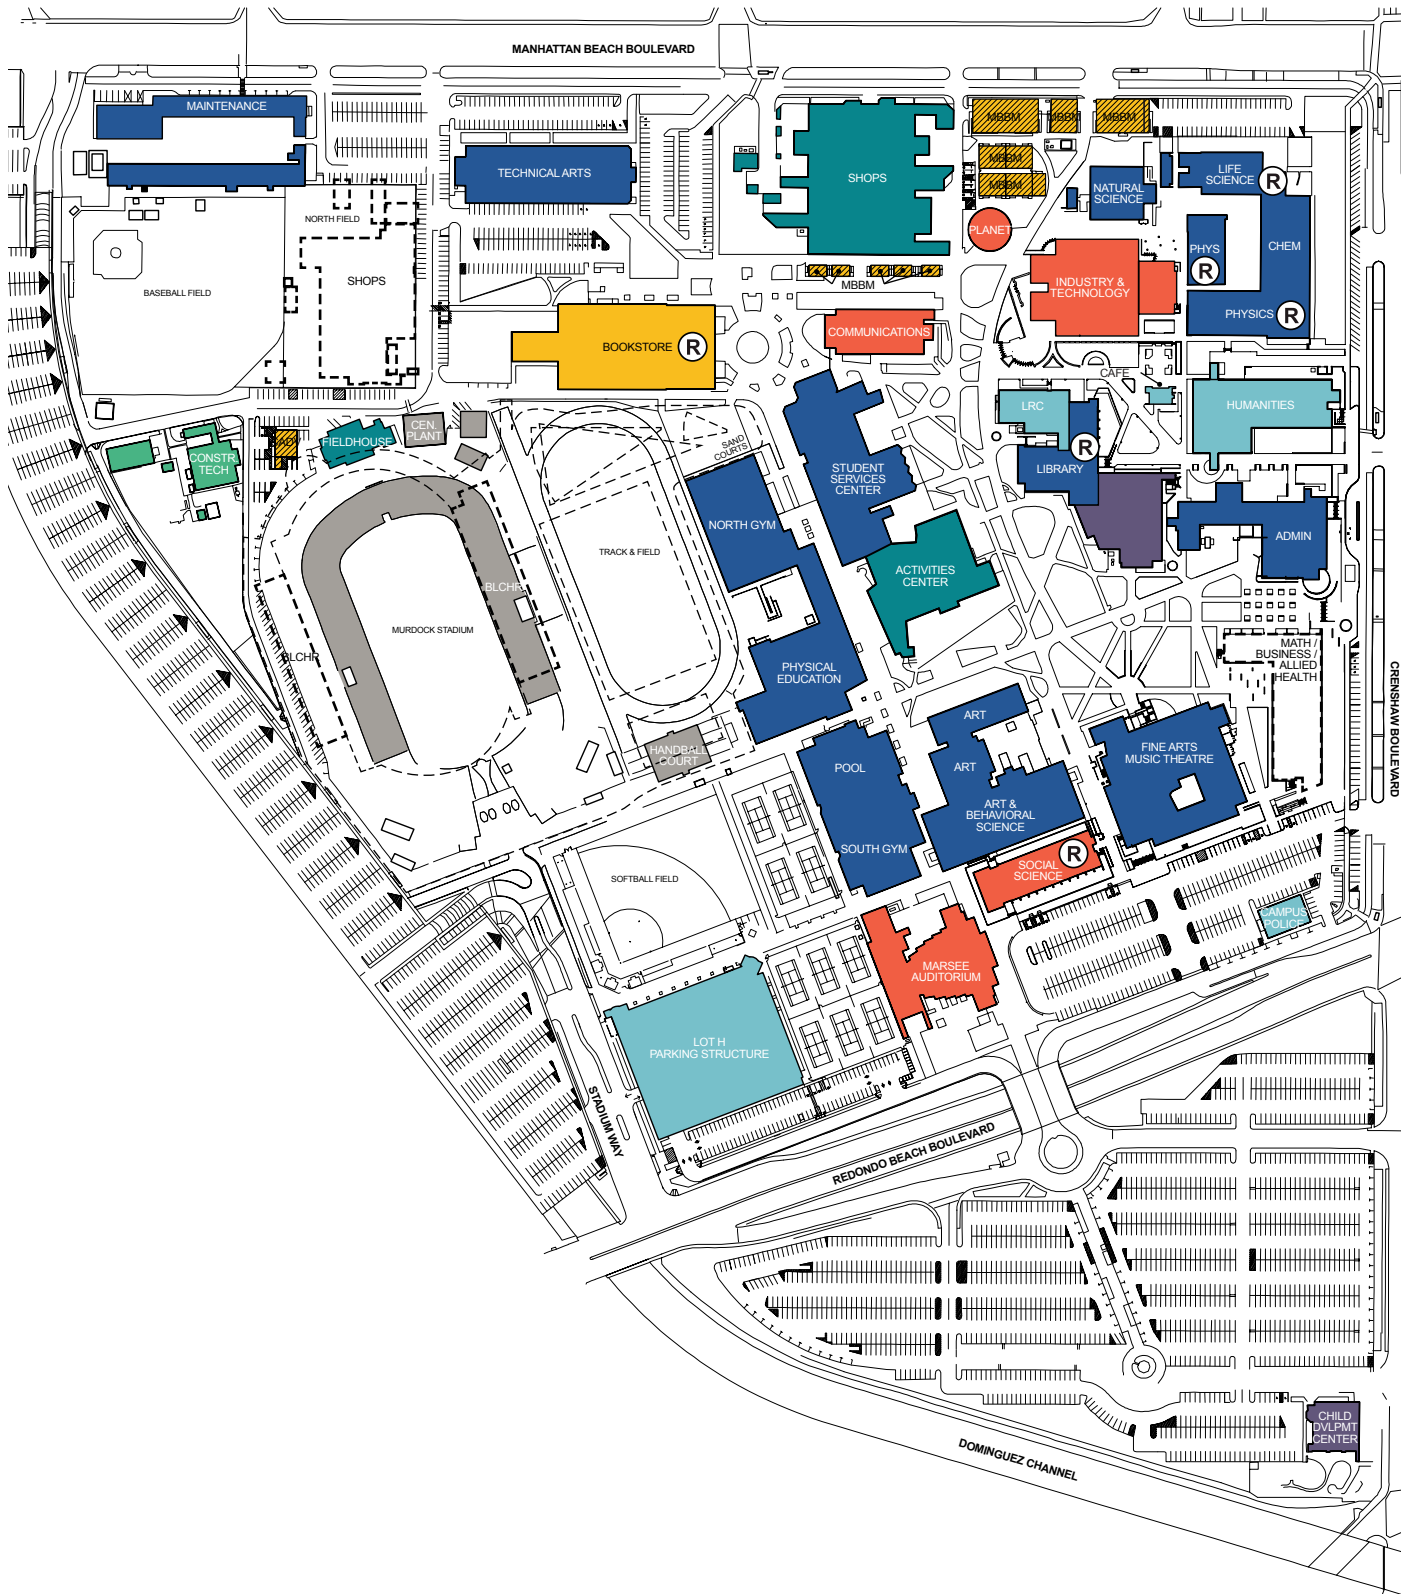 MANHATTAN BEACH BOULEVARD
MAINTENANCE
MBBM
MBBM
MBBM
MBBM
MBBM
TECHNICAL ARTS
SHOPS
NATURAL
SCIENCE
LIFE
SCIENCE
R
NORTH FIELD
PLANET
PHYS
R
CHEM
SHOPS
BASEBALL FIELD
MBBM
INDUSTRY &
TECHNOLOGY
PHYSICS
R
COMMUNICATIONS
BOOKSTORE
R
CAFE
LRC
HUMANITIES
CEN.
PLANT
FIELDHOUSE
CONSTR.
TECH
SAND
COURTS
R
LIBRARY
STUDENT
SERVICES
CENTER
NORTH GYM
ADMIN
TRACK & FIELD
ACTIVITIES
CENTER
BLCHR
MURDOCK STADIUM
BLCHR
PHYSICAL
EDUCATION
MATH /
BUSINESS /
ALLIED
HEALTH
CRENSHAW BOULEVARD
ART
HANDBALL
COURT
POOL
ART
FINE ARTS
MUSIC THEATRE
ART &
BEHAVIORAL
SCIENCE
SOUTH GYM
SOCIAL
SCIENCE
R
SOFTBALL FIELD
CAMPUS
POLICE
MARSEE
AUDITORIUM
LOT H
PARKING STRUCTURE
STADIUM WAY
REDONDO BEACH BOULEVARD
CHILD
DVLPMT
CENTER
DOMINGUEZ CHANNEL